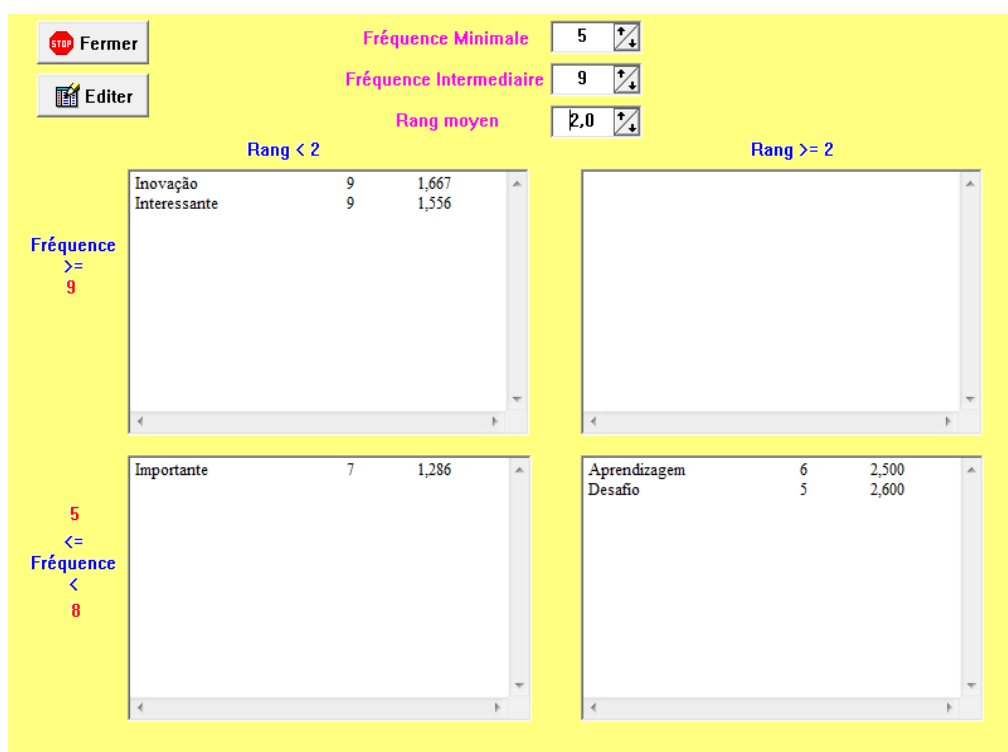 STOP Fermer
Fréquence Minimale 5
Editer
Fréquence Intermediaire 9
Rang moyen 2,0
Rang < 2 Rang >= 2
Inovação 9 1,667
Interessante 9 1,556
Fréquence
>=
9
Importante 7 1,286
Aprendizagem 6 2,500
Desafio 5 2,600
5
<=
Fréquence
<
8